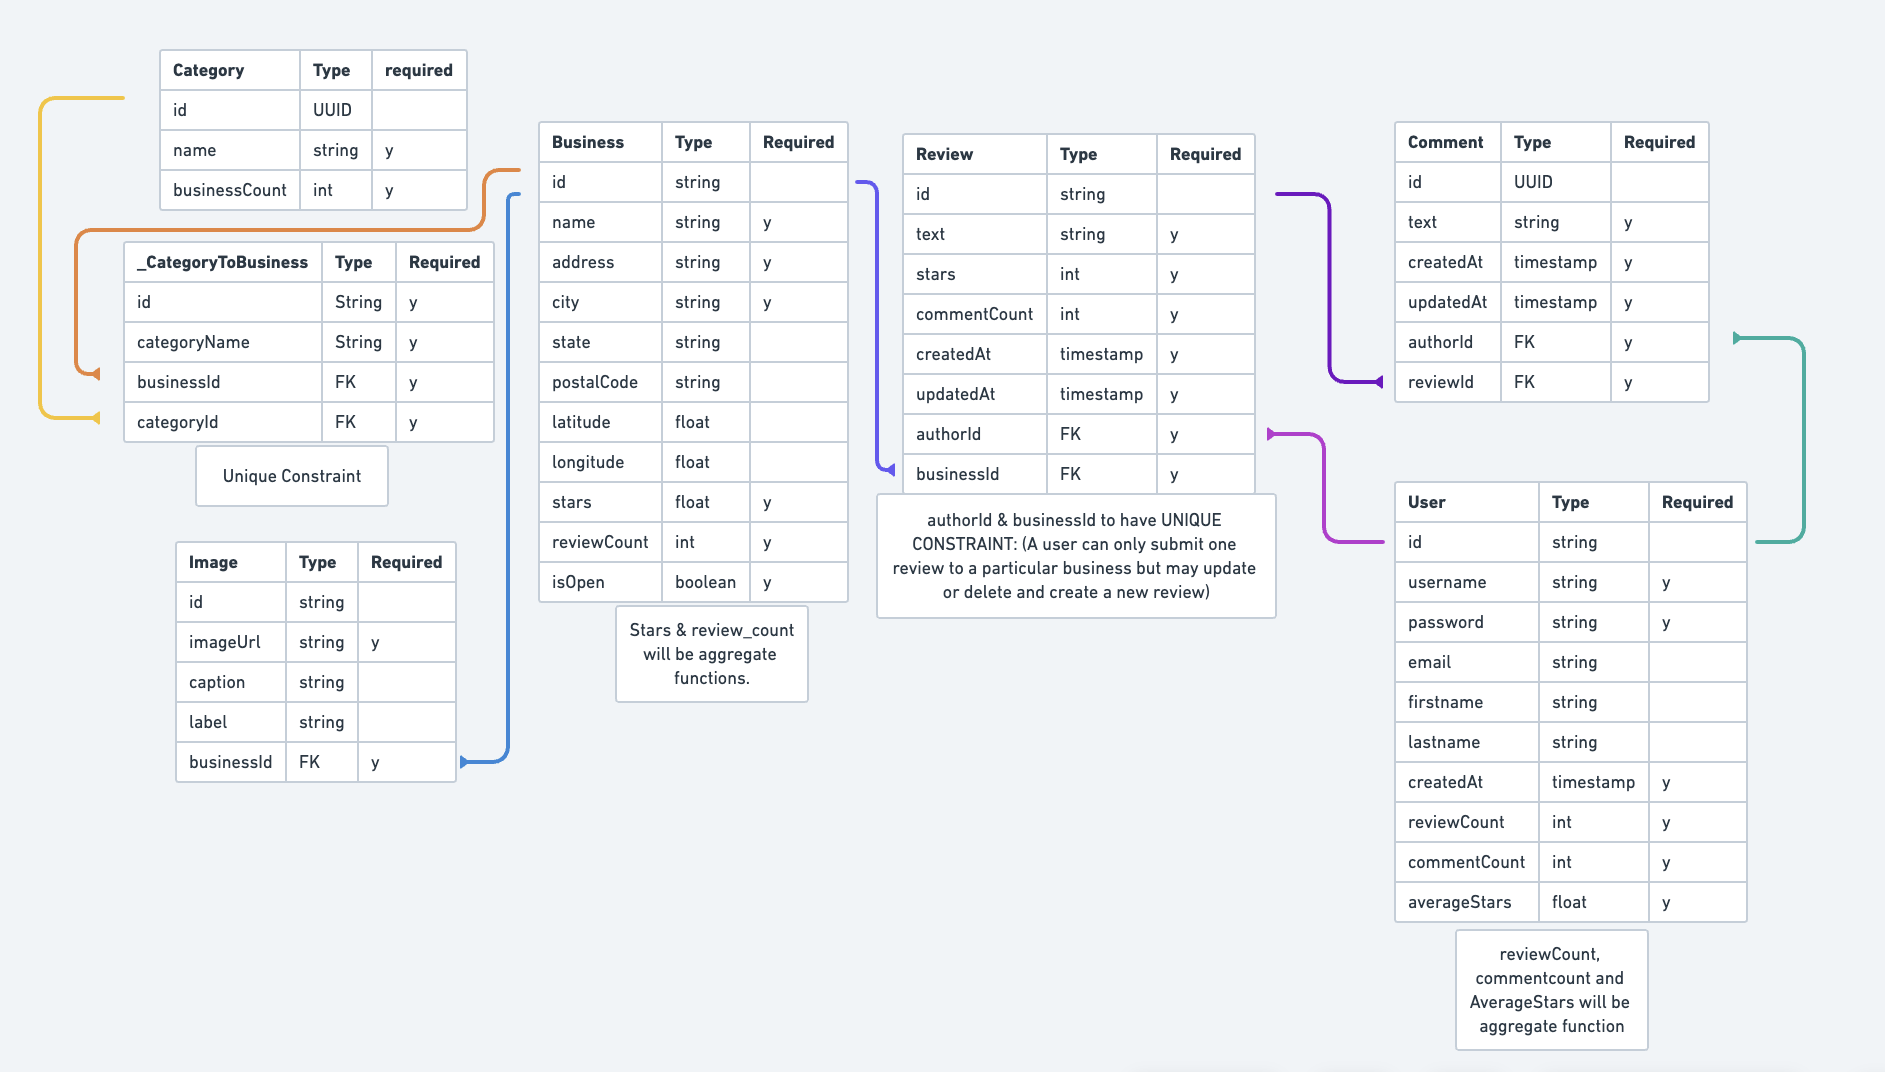 Category Type required
id UUID
name string y
businessCount int y
_CategoryToBusiness Type Required
id String y
categoryName String y
businessId FK y
categoryId FK y
Unique Constraint
Image Type Required
id string
imageUrl string y
caption string
label string
businessId FK y
Business Type Required
id string
name string y
address string y
city string y
state string
postalCode string
latitude float
longitude float
stars float y
reviewCount int y
isOpen boolean y
Stars & review_count
will be aggregate
functions.
Review Type Required
id string
text string y
stars int y
commentCount int y
createdAt timestamp y
updatedAt timestamp y
authorId FK y
businessId FK y
authorId & businessId to have UNIQUE
CONSTRAINT: (A user can only submit one
review to a particular business but may update
or delete and create a new review)
Comment Type Required
id UUID
text string y
createdAt timestamp y
updatedAt timestamp y
authorId FK y
reviewId FK y
User Type Required
id string
username string y
password string y
email string
firstname string
lastname string
createdAt timestamp y
reviewCount int y
commentCount int y
averageStars float y
reviewCount,
commentcount and
AverageStars will be
aggregate function